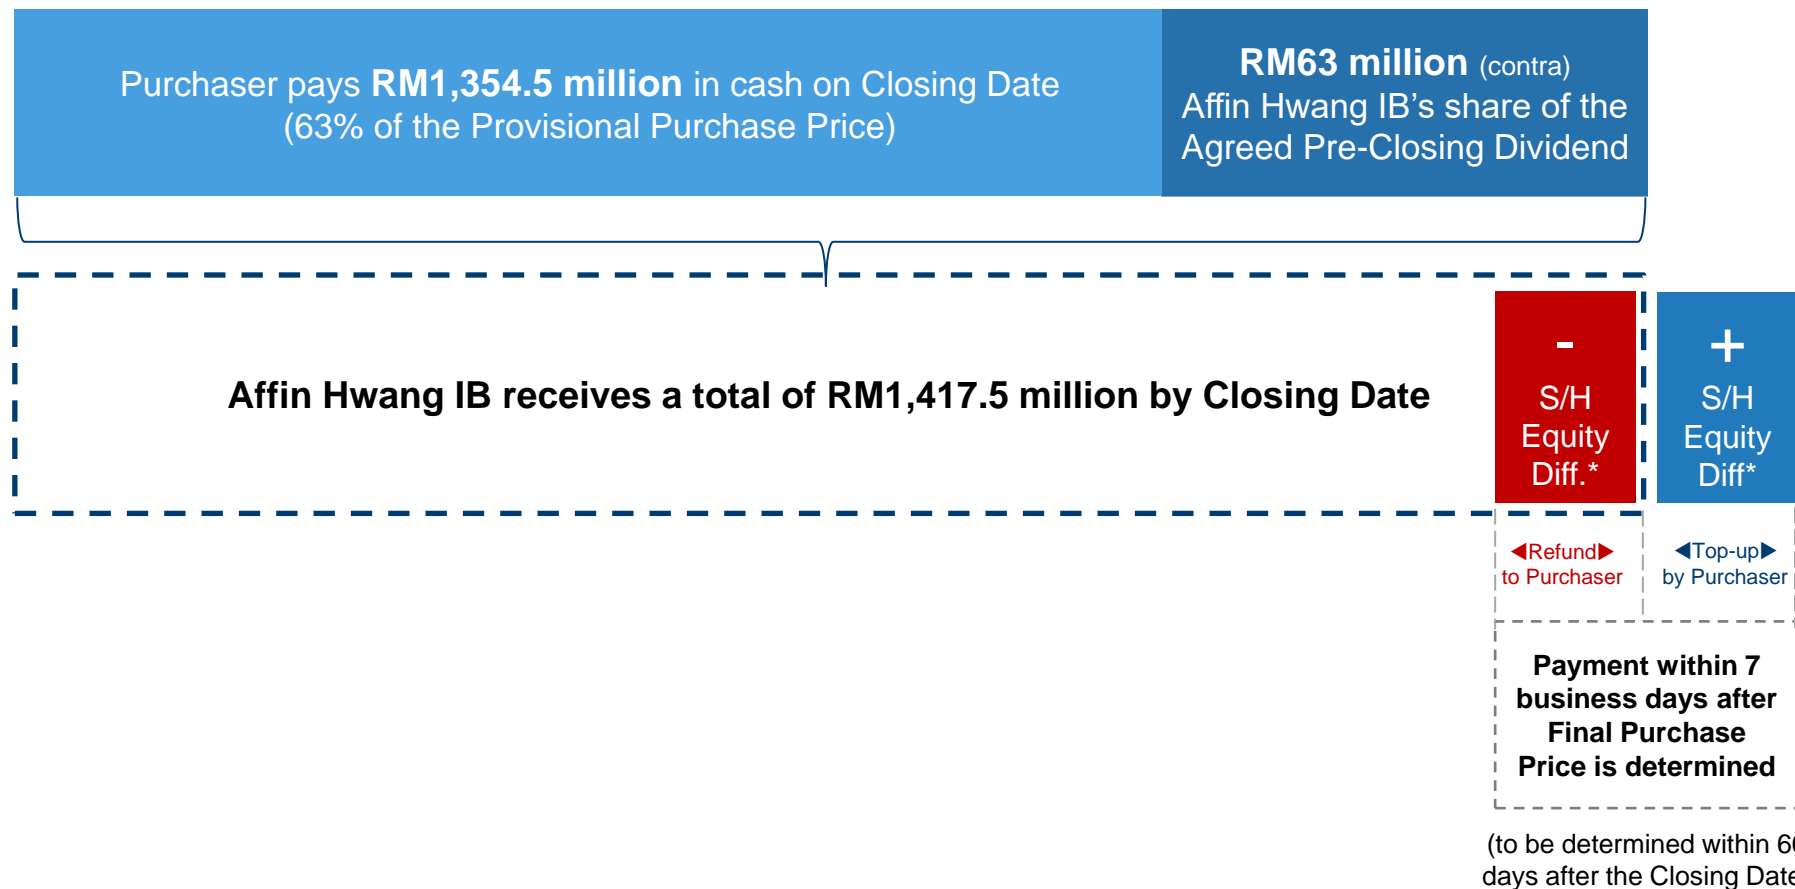 Purchaser pays RM1,354.5 million in cash on Closing Date
(63% of the Provisional Purchase Price)
RM63 million (contra)
Affin Hwang IB’s share of the
Agreed Pre-Closing Dividend
Affin Hwang IB receives a total of RM1,417.5 million by Closing Date
-
S/H
Equity
Diff.*
+
S/H
Equity
Diff*
◀Refund▶
to Purchaser
◀Top-up▶
by Purchaser
Payment within 7
business days after
Final Purchase
Price is determined
(to be determined within
days after the Closing Date